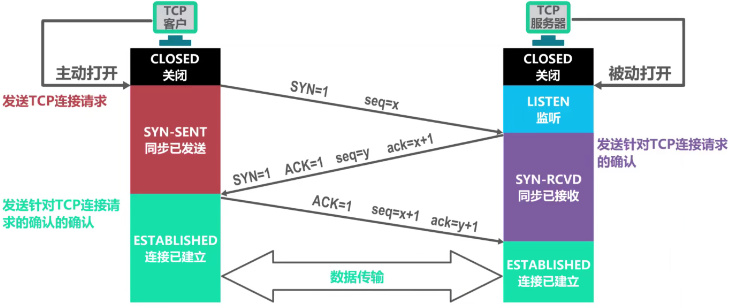 TCP
客户
TCP
服务器
主动打开
CLOSED
关闭
CLOSED
关闭
被动打开
发送TCP连接请求
SYN=1 seq=x
LISTEN
监听
SYN-SENT
同步已发送
SYN=1 ACK=1 seq=y ack=x+1
发送针对TCP连接请求
的确认
SYN-RCVD
同步已接收
发送针对TCP连接请
求的确认的确认
ACK=1 seq=x+1 ack=y+1
ESTABLISHED
连接已建立
数据传输
ESTABLISHED
连接已建立